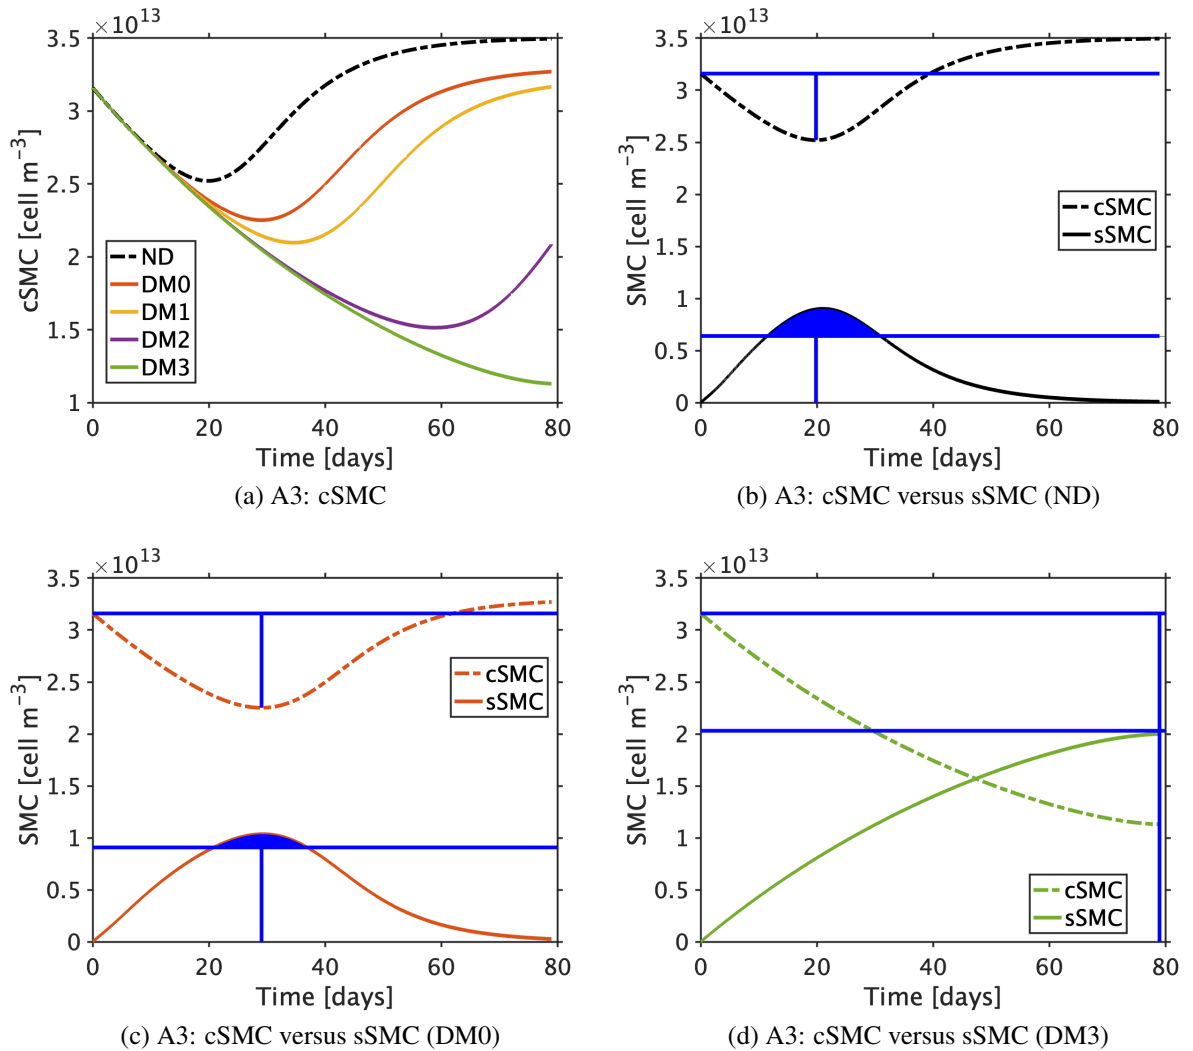 ×10^13
3.5
3
2.5
2
1.5
1
cSMC [cell m^−3]
ND
DM0
DM1
DM2
DM3
0 20 40 60 80
Time [days]
(a) A3: cSMC
×10^13
3.5
3
2.5
2
1.5
1
0.5
0
SMC [cell m^−3]
cSMC
sSMC
0 20 40 60 80
Time [days]
(b) A3: cSMC versus sSMC (ND)
×10^13
3.5
3
2.5
2
1.5
1
0.5
0
SMC [cell m^−3]
cSMC
sSMC
0 20 40 60 80
Time [days]
(c) A3: cSMC versus sSMC (DM0)
×10^13
3.5
3
2.5
2
1.5
1
0.5
0
SMC [cell m^−3]
cSMC
sSMC
0 20 40 60 80
Time [days]
(d) A3: cSMC versus sSMC (DM3)